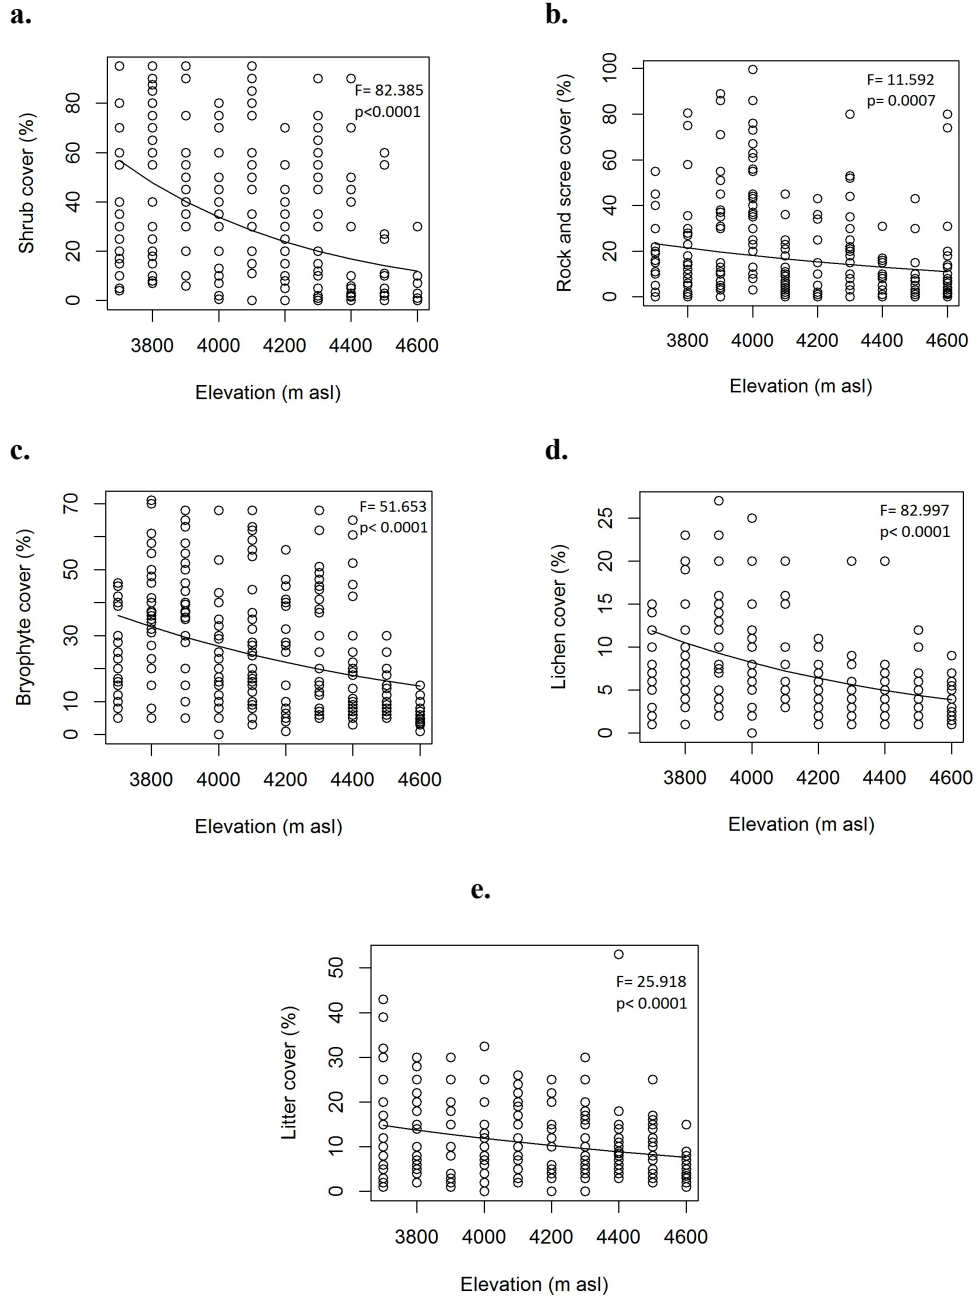 a.
Shrub cover (%)
80
60
40
20
0
F= 82.385
p<0.0001
3800 4000 4200 4400 4600
Elevation (m asl)
b.
Rock and scree cover (%)
100
80
60
40
20
0
F= 11.592
p= 0.0007
3800 4000 4200 4400 4600
Elevation (m asl)
c.
Bryophyte cover (%)
70
50
30
10
0
F= 51.653
p< 0.0001
3800 4000 4200 4400 4600
Elevation (m asl)
d.
Lichen cover (%)
25
20
15
10
5
0
F= 82.997
p< 0.0001
3800 4000 4200 4400 4600
Elevation (m asl)
e.
Litter cover (%)
50
40
30
20
10
0
F= 25.918
p< 0.0001
3800 4000 4200 4400 4600
Elevation (m asl)